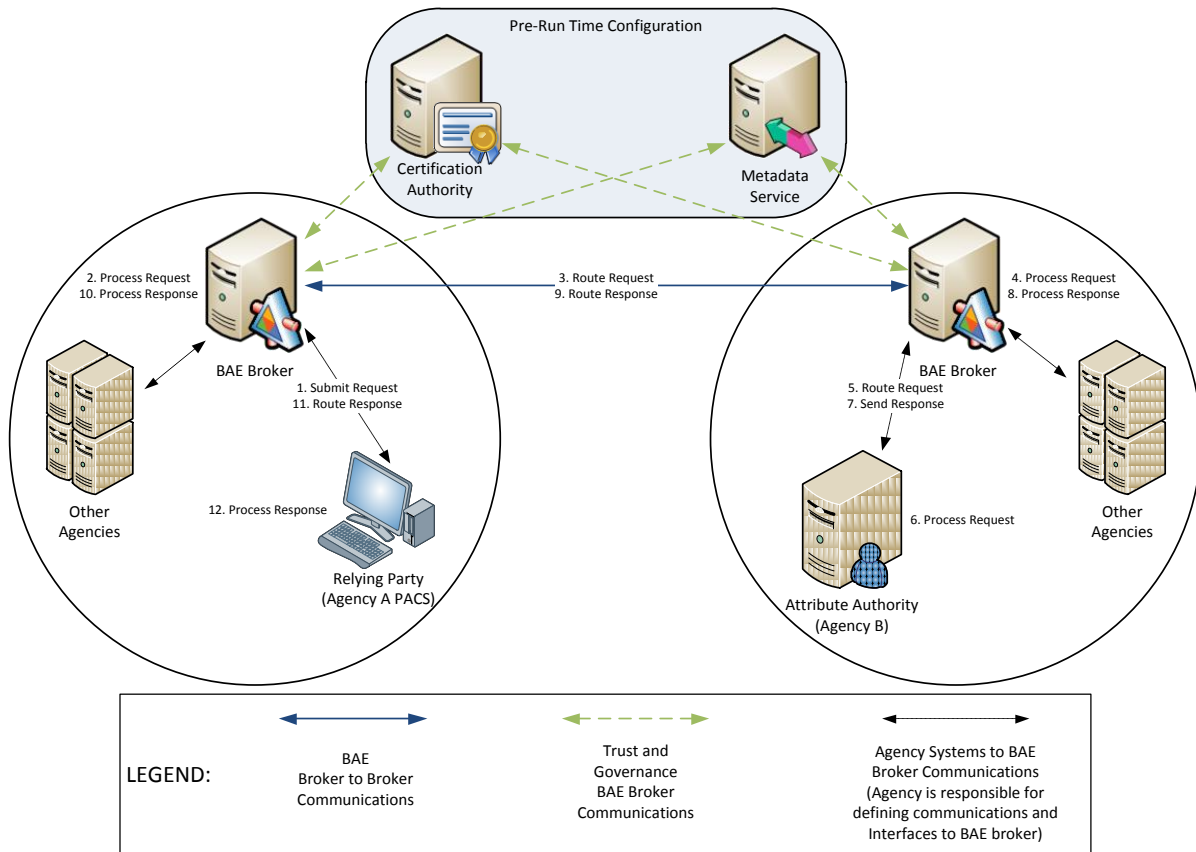 Pre-Run Time Configuration
Certification
Authority
Metadata
Service
2. Process Request
10. Process Response
BAE Broker
3. Route Request
9. Route Response
4. Process Request
8. Process Response
BAE Broker
1. Submit Request
11. Route Response
5. Route Request
7. Send Response
Other
Agencies
12. Process Response
Relying Party
(Agency A PACS)
6. Process Request
Other
Agencies
Attribute Authority
(Agency B)
LEGEND:
BAE
Broker to Broker
Communications
Trust and
Governance
BAE Broker
Communications
Agency Systems to BAE
Broker Communications
(Agency is responsible for
defining communications and
Interfaces to BAE broker)